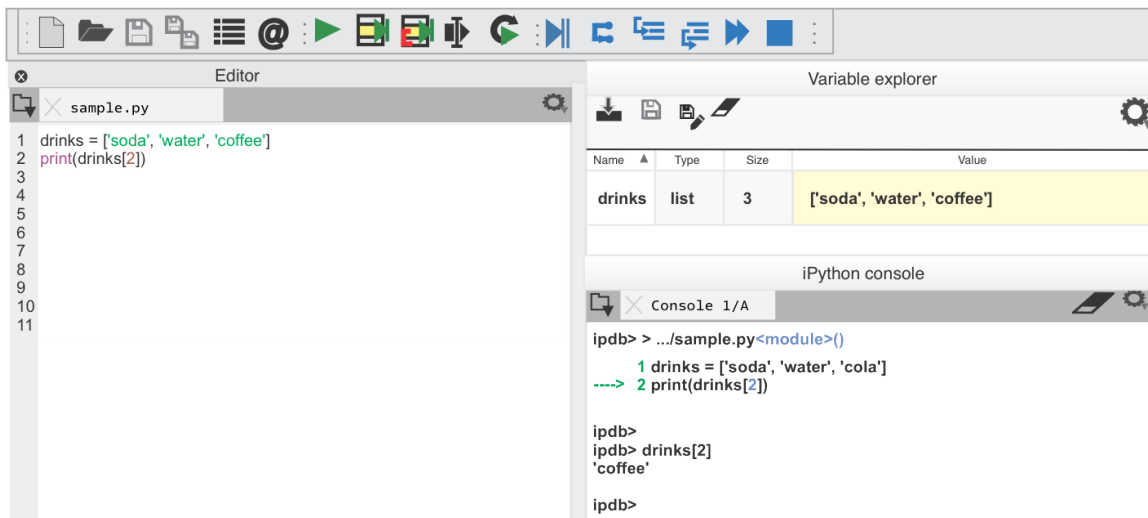 Editor
sample.py
1 drinks = ['soda', 'water', 'coffee']
2 print(drinks[2])
3
4
5
6
7
8
9
10
11
Variable explorer
Name Type Size Value
drinks list 3 ['soda', 'water', 'coffee']
iPython console
Console 1/A
ipdb> > .../sample.py<module>()
1 drinks = ['soda', 'water', 'cola']
----> 2 print(drinks[2])
ipdb>
ipdb> drinks[2]
'coffee'
ipdb>